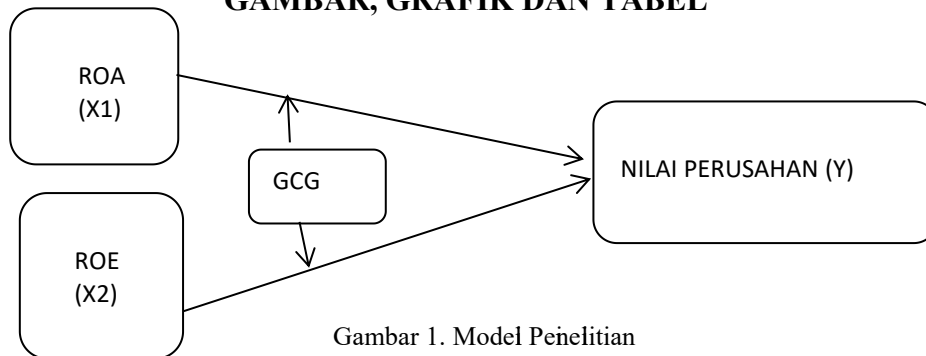 GAMBAR, GRAFIK DAN TABEL
ROA
(X1)
GCG
NILAI PERUSAHAN (Y)
ROE
(X2)
Gambar 1. Model Penelitian